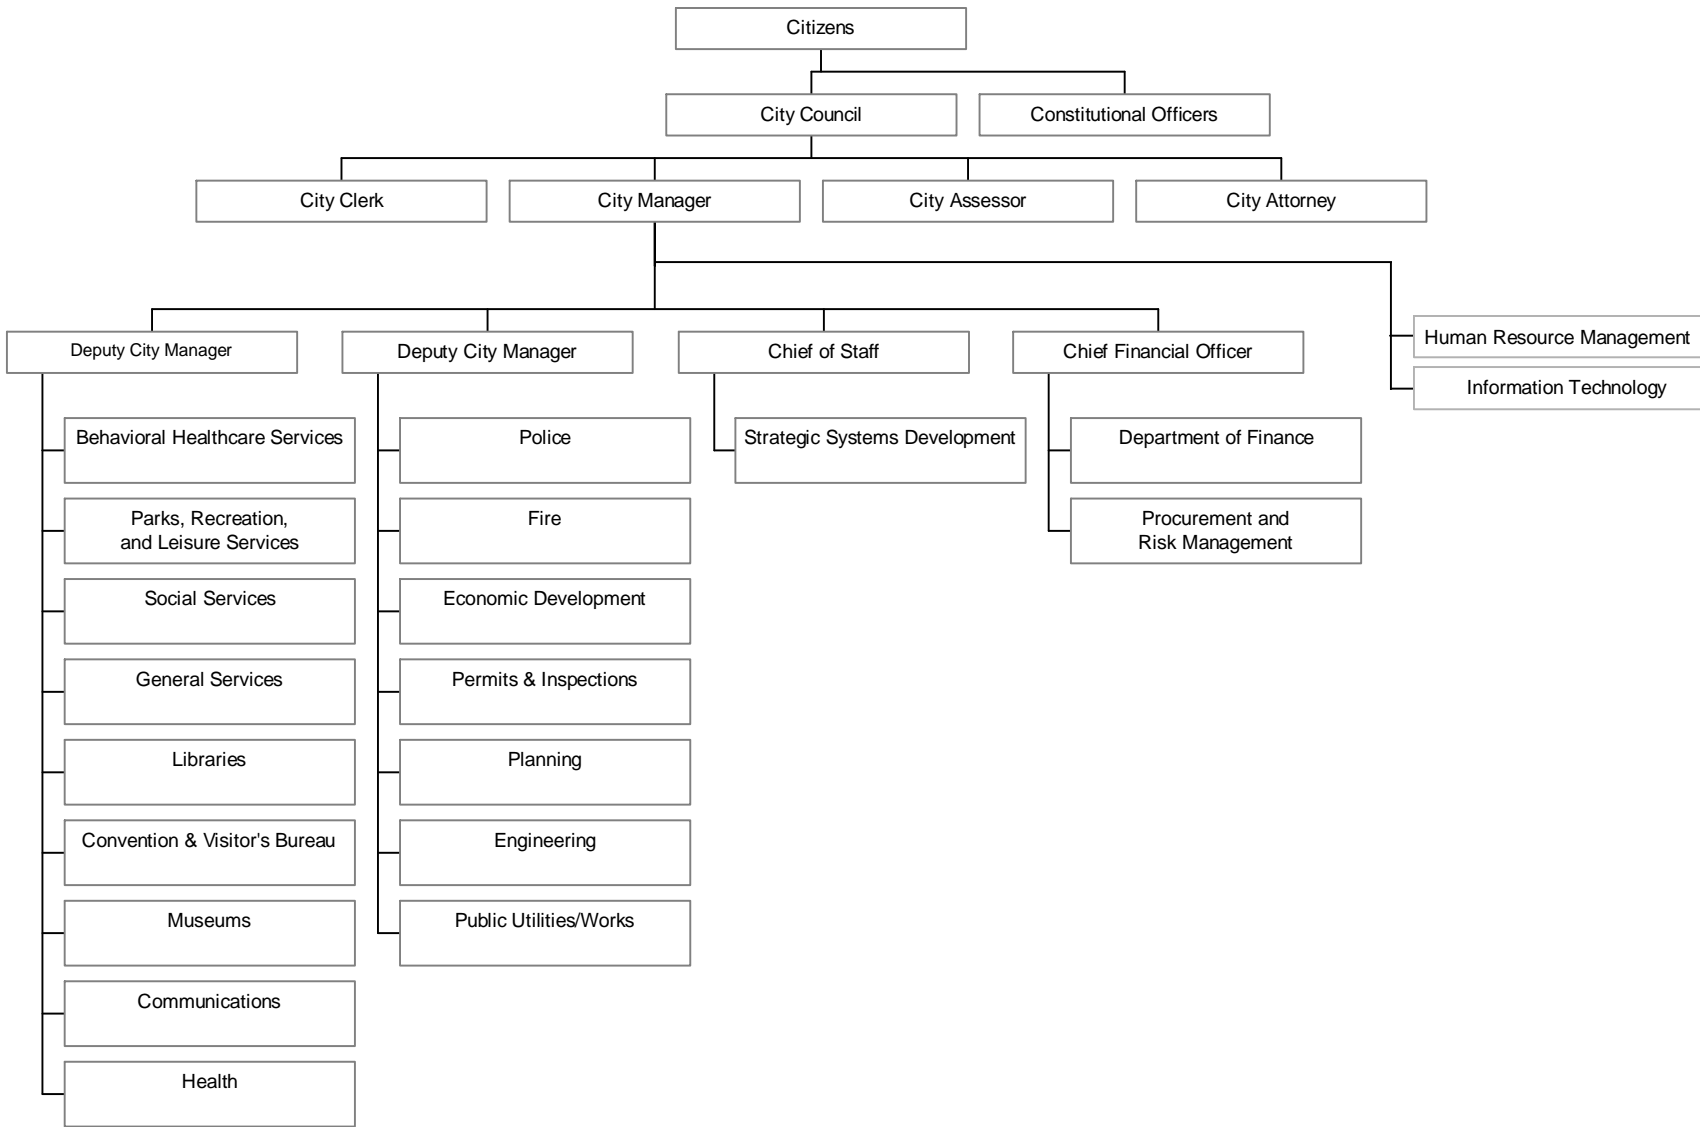 Citizens
City Council
Constitutional Officers
City Clerk
City Manager
City Assessor
City Attorney
Human Resource Management
Information Technology
Deputy City Manager
Deputy City Manager
Chief of Staff
Chief Financial Officer
Behavioral Healthcare Services
Parks, Recreation,
and Leisure Services
Social Services
General Services
Libraries
Convention & Visitor's Bureau
Museums
Communications
Health
Police
Fire
Economic Development
Permits & Inspections
Planning
Engineering
Public Utilities/Works
Strategic Systems Development
Department of Finance
Procurement and
Risk Management